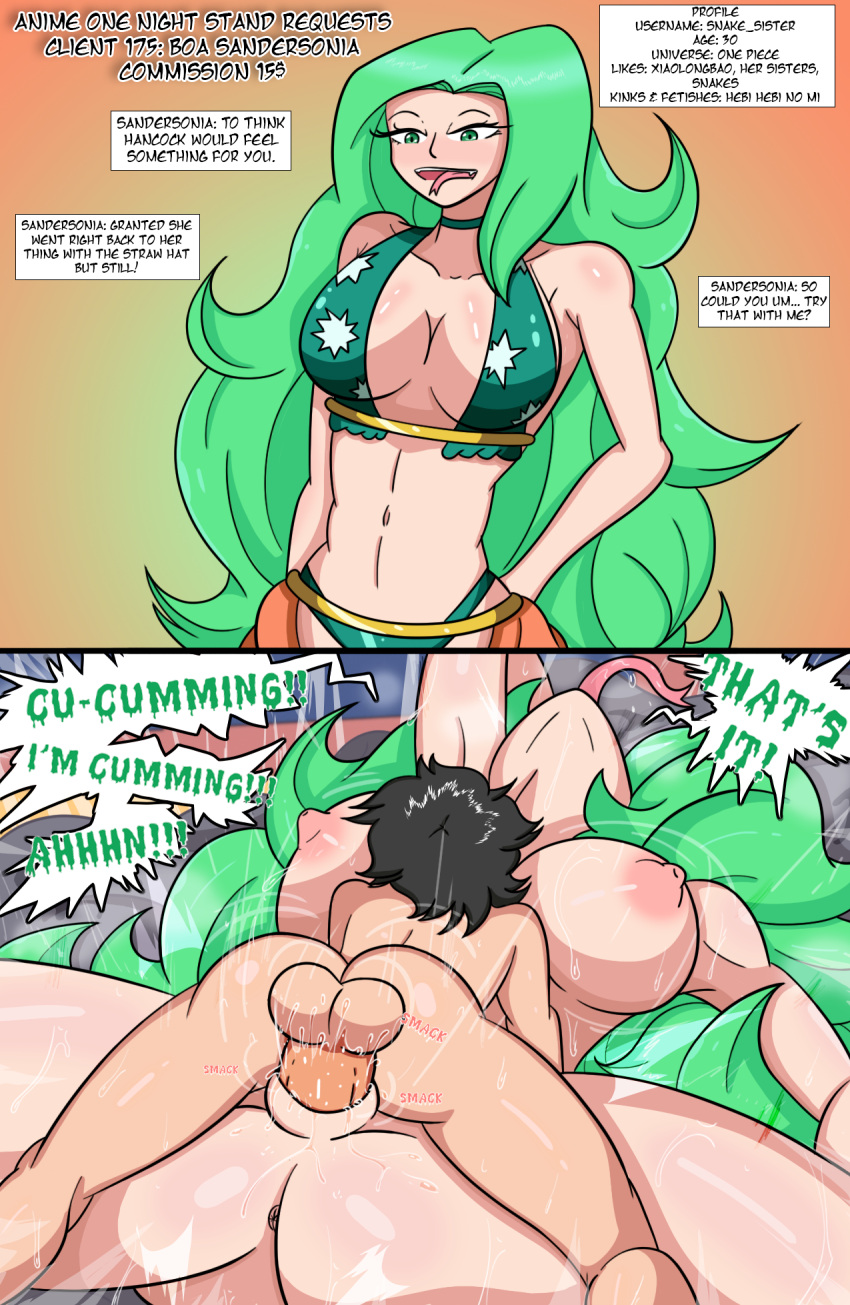 ANIME ONE NIGHT STAND REQUESTS
CLIENT 175: BOA SANDERSONIA
COMMISSION 15$
PROFILE
USERNAME: SNAKE_SISTER
AGE: 30
UNIVERSE: ONE PIECE
LIKES: XIAOLONGBAO, HER SISTERS,
SNAKES
KINKS & FETISHES: HEBI HEBI NO MI
SANDERSONIA: TO THINK
HANCOCK WOULD FEEL
SOMETHING FOR YOU.
SANDERSONIA: GRANTED SHE
WENT RIGHT BACK TO HER
THING WITH THE STRAW HAT
BUT STILL!
SANDERSONIA: SO
COULD YOU UM... TRY
THAT WITH ME?
CU-CUMMING!!
I'M CUMMING!!!
AHHHN!!!
THAT'S
IT!
SMACK
SMACK
SMACK